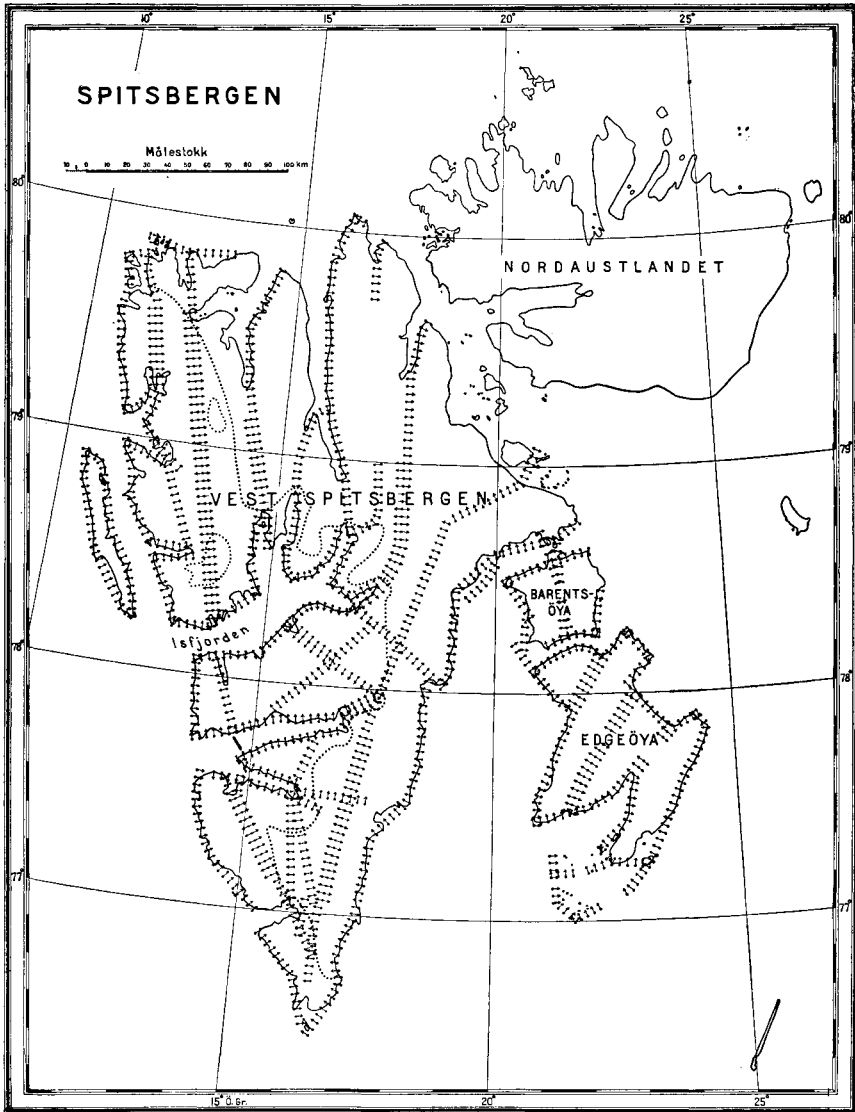 10° 15° 20° 25°
SPITSBERGEN
Målestokk
10 5 0 10 20 30 40 50 60 70 80 90 100 km
80° 80°
NORDAUSTLANDET
79° 79°
VEST SPITSBERGEN
BARENTS-
ÖYA
Isfjorden
78° 78°
EDGEÖYA
77° 77°
15° Ö. Gr. 20° 25°